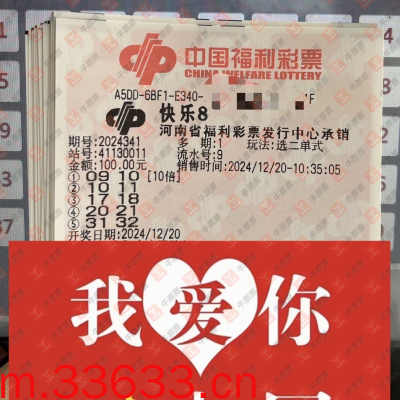 中国福利彩票
CHINA WELFARE LOTTERY
A5DD-6BF1-E340-
快乐8
河南省福利彩票发行中心承销
期号:2024341 多期:1 玩法:选二单式
站号:41130011 流水号:9
金额:100.00元 销售时间:2024/12/20-10:35:05
① 09 10 [10倍]
② 10 11
③ 17 18
④ 20 21
⑤ 31 32
开奖日期:2024/12/20
我爱你
m.33633.cn